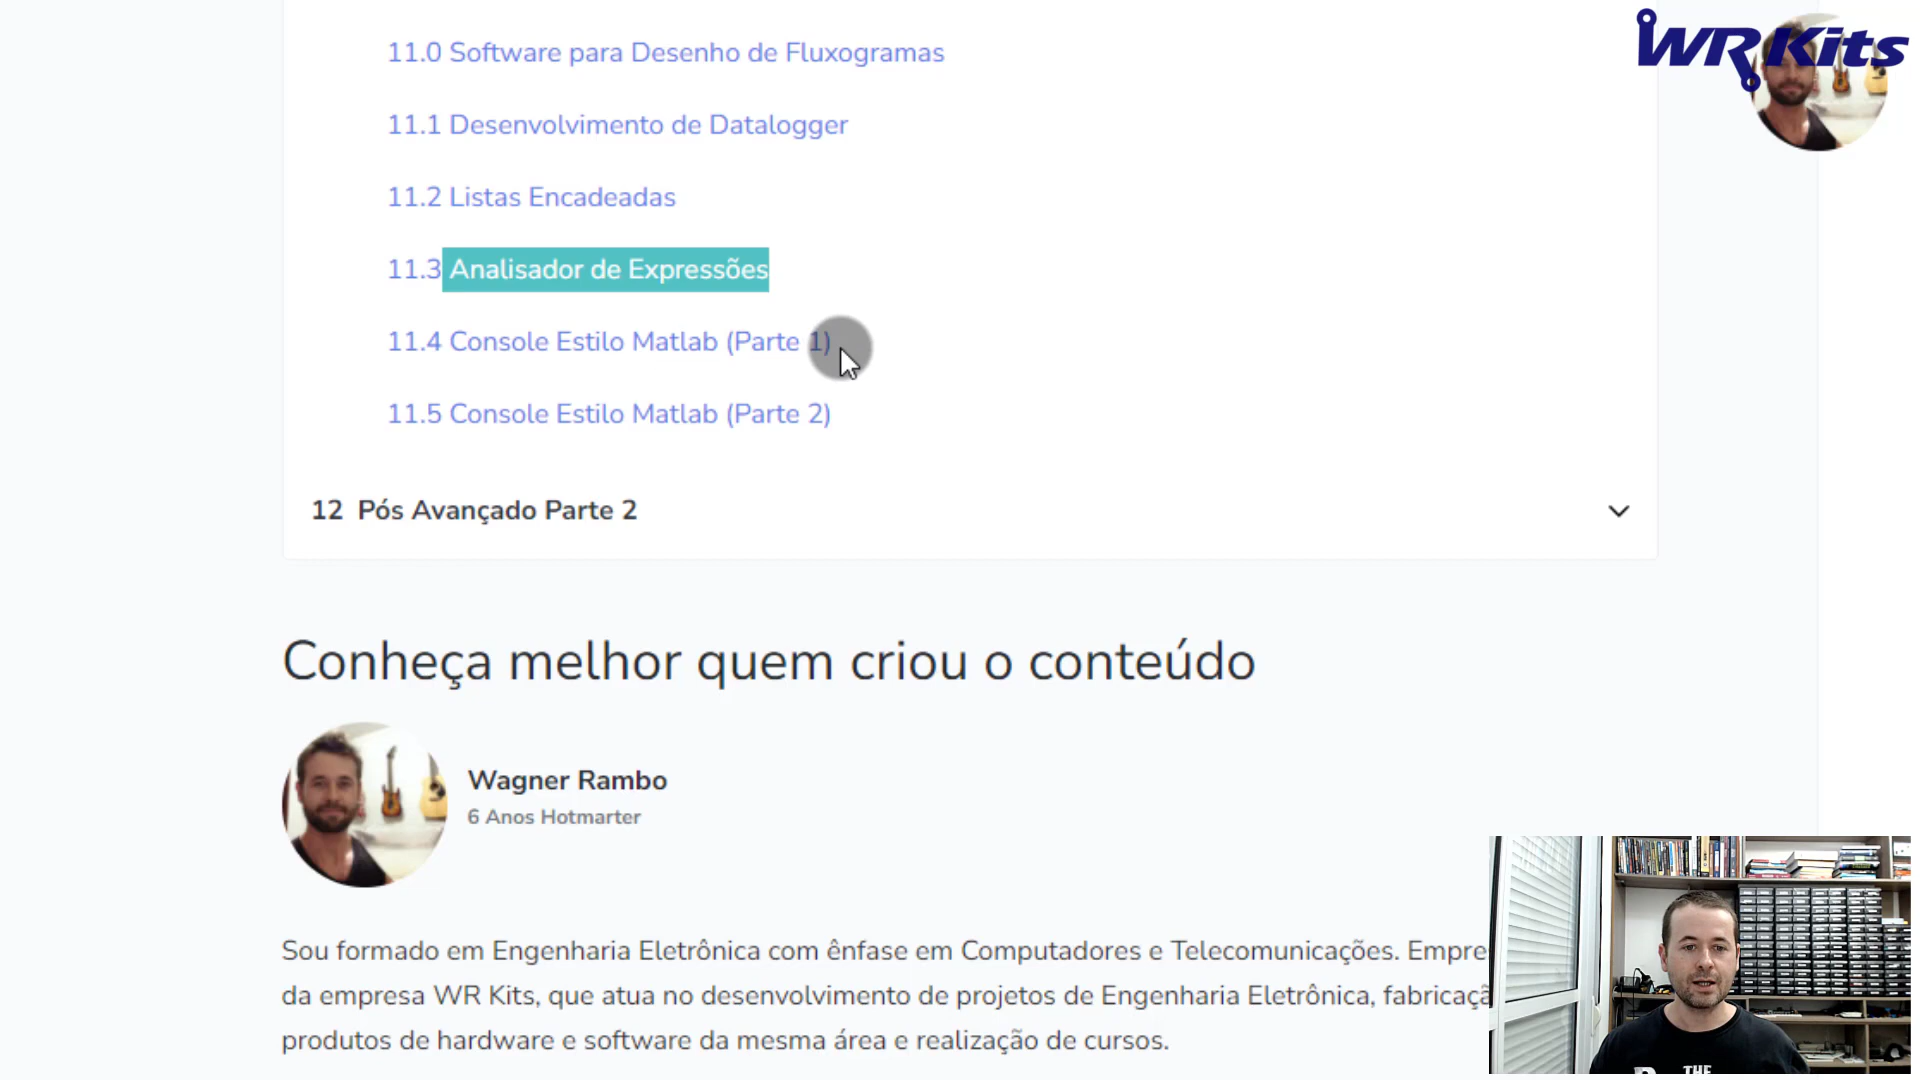 WR Kits
11.0 Software para Desenho de Fluxogramas
11.1 Desenvolvimento de Datalogger
11.2 Listas Encadeadas
11.3 Analisador de Expressões
11.4 Console Estilo Matlab (Parte 1)
11.5 Console Estilo Matlab (Parte 2)
12 Pós Avançado Parte 2
Conheça melhor quem criou o conteúdo
Wagner Rambo
6 Anos Hotmarter
Sou formado em Engenharia Eletrônica com ênfase em Computadores e Telecomunicações. Empre
da empresa WR Kits, que atua no desenvolvimento de projetos de Engenharia Eletrônica, fabricaçã
produtos de hardware e software da mesma área e realização de cursos.
THE